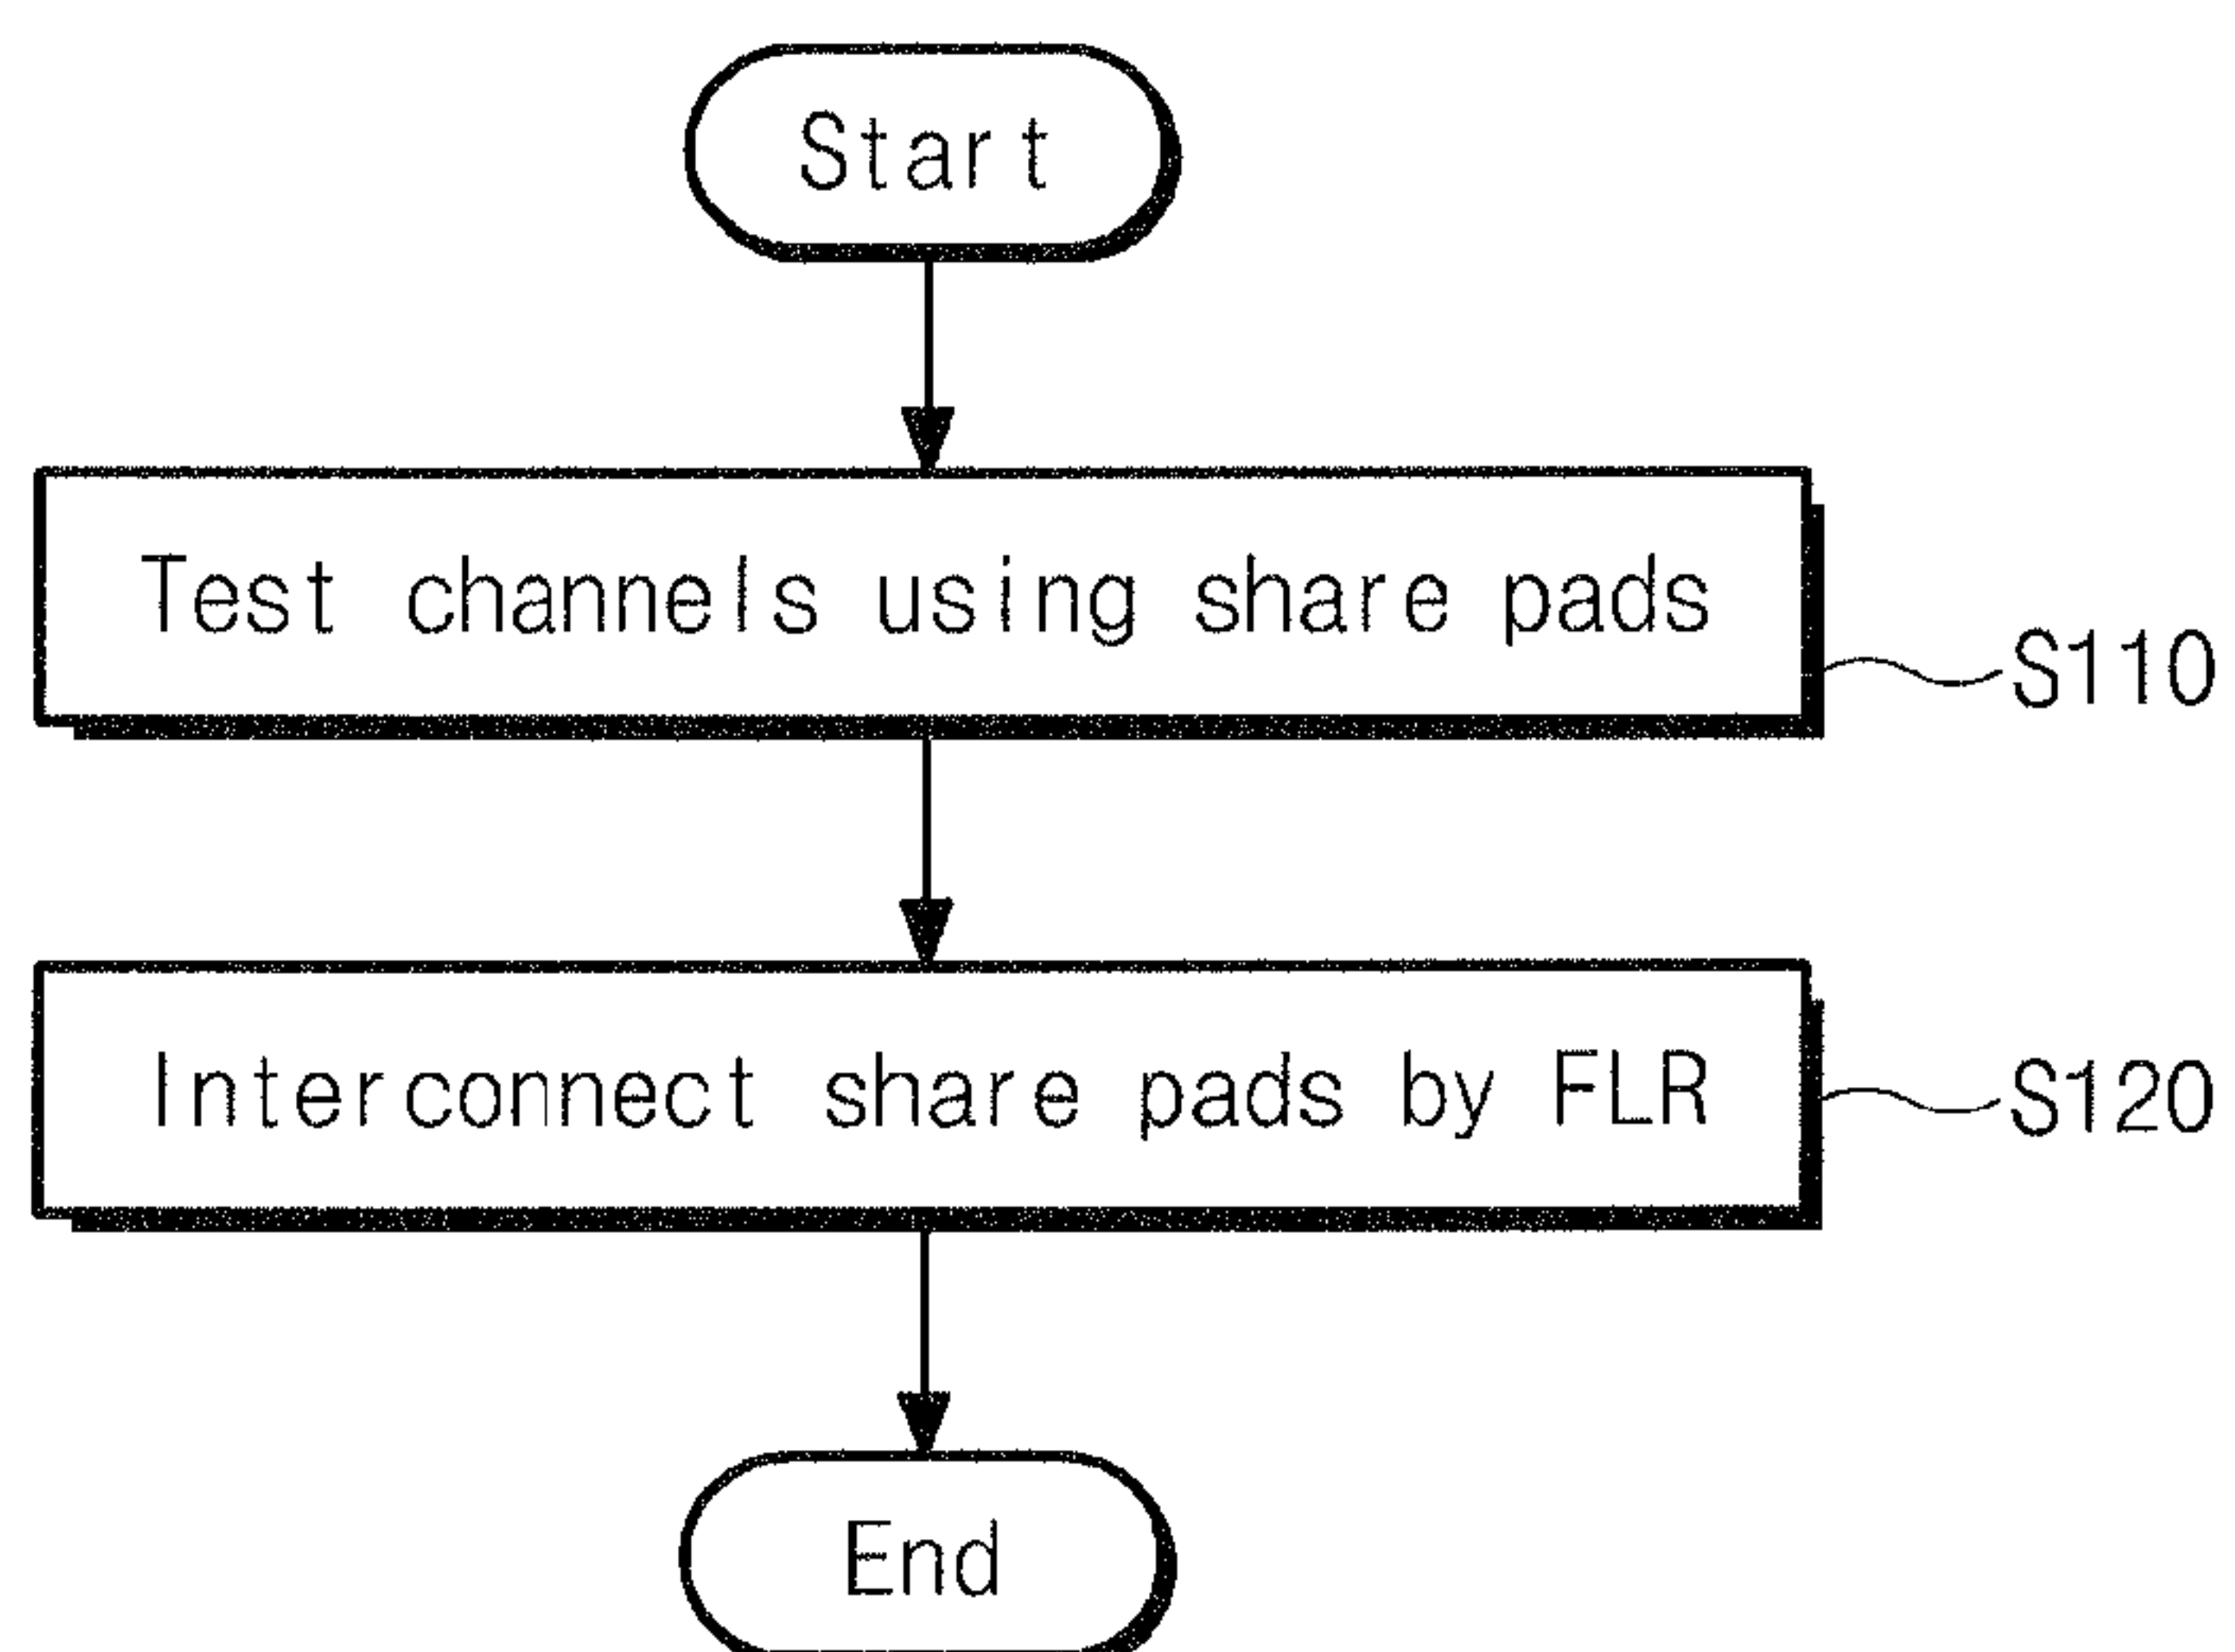 Start
Test channels using share pads
S110
Interconnect share pads by FLR
S120
End